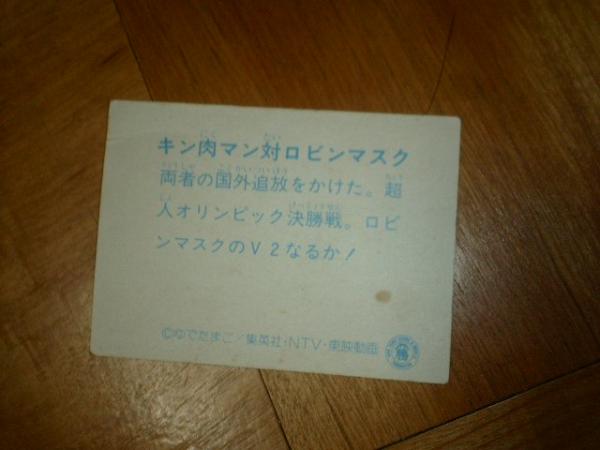 キン肉マン対ロビンマスク
両者の国外追放をかけた。超
人オリンピック決勝戦。ロビ
ンマスクのV2なるか!
©ゆでたまご/集英社・NTV・東映動画
勝